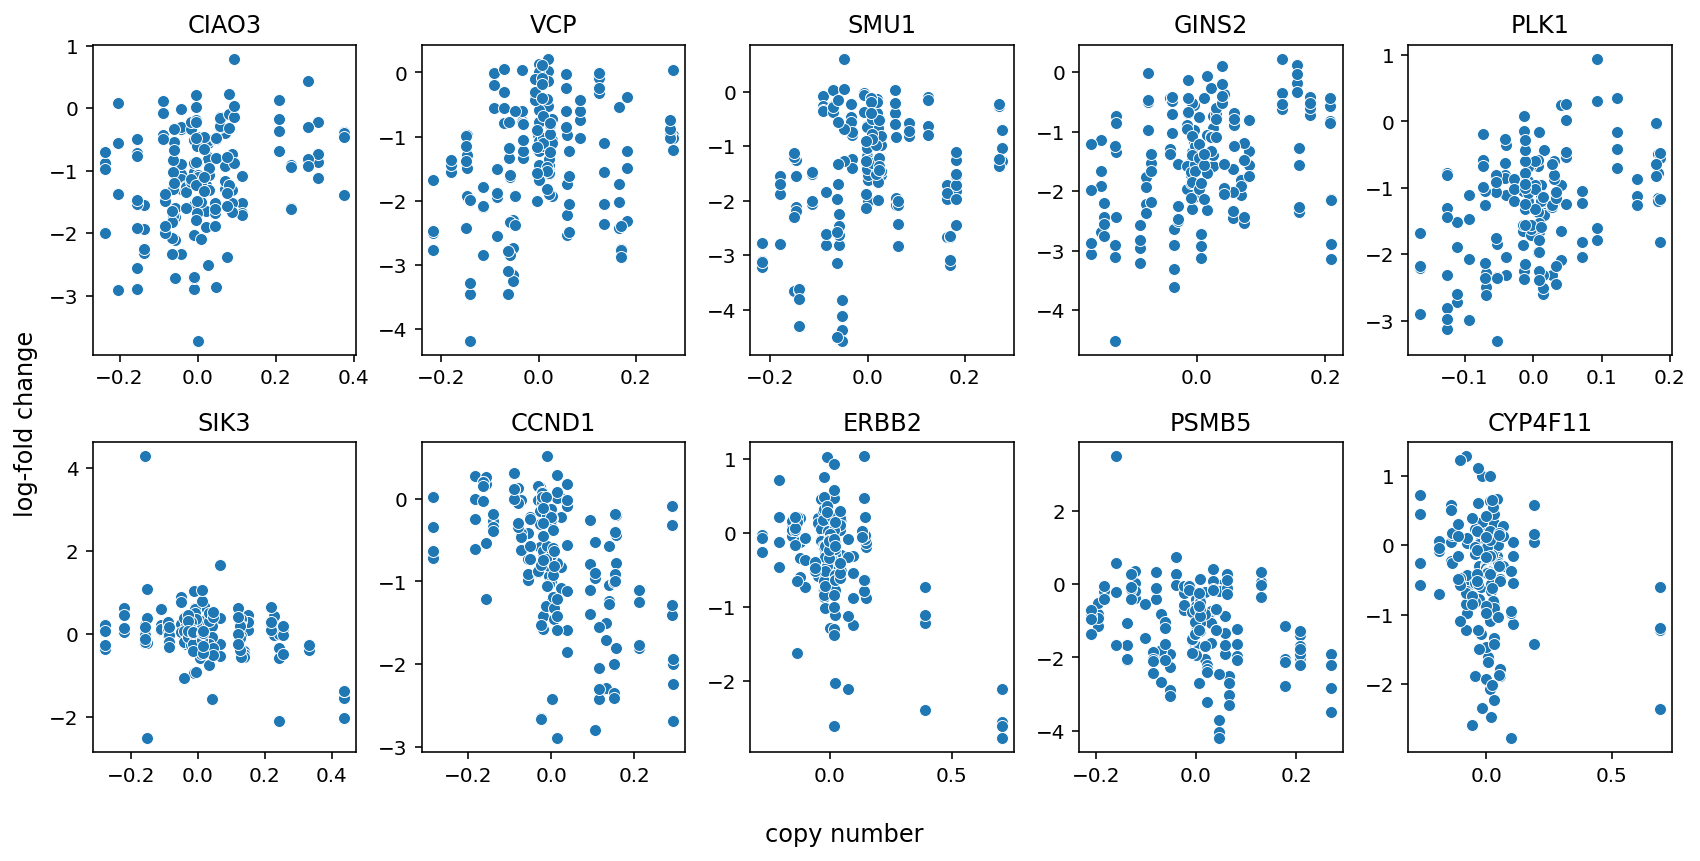 CIAO3 VCP SMU1 GINS2 PLK1
1 0 −1 −2 −3
−0.2 0.0 0.2 0.4
0 −1 −2 −3 −4
−0.2 0.0 0.2
0 −1 −2 −3 −4
−0.2 0.0 0.2
0 −1 −2 −3 −4
0.0 0.2
1 0 −1 −2 −3
−0.1 0.0 0.1 0.2
log-fold change
SIK3 CCND1 ERBB2 PSMB5 CYP4F11
4 2 0 −2
−0.2 0.0 0.2 0.4
0 −1 −2 −3
−0.2 0.0 0.2
1 0 −1 −2
0.0 0.5
2 0 −2 −4
−0.2 0.0 0.2
1 0 −1 −2
0.0 0.5
copy number